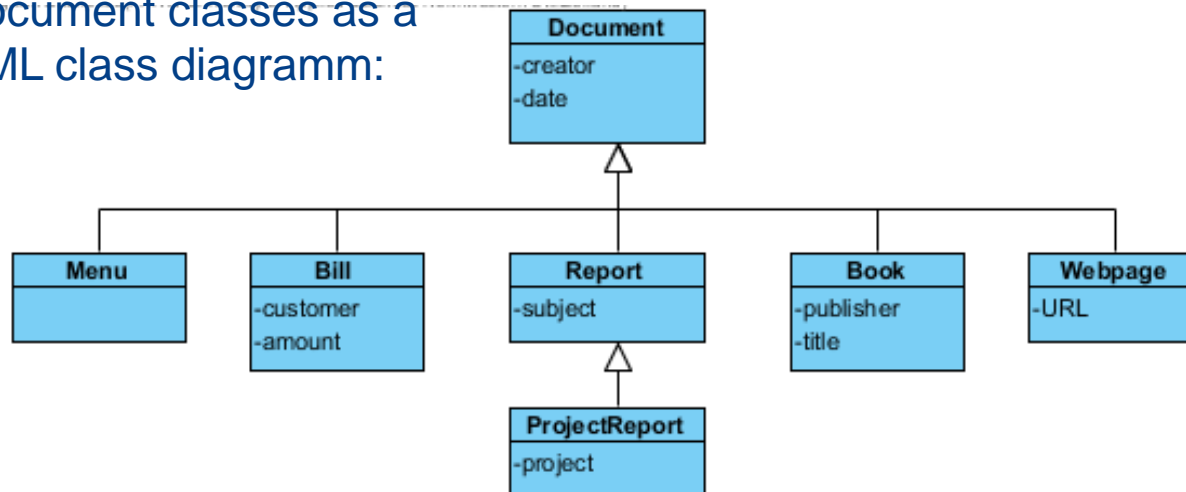 ocument classes as a
ML class diagramm:
Document
-creator
-date
Menu
Bill
-customer
-amount
Report
-subject
Book
-publisher
-title
Webpage
-URL
ProjectReport
-project